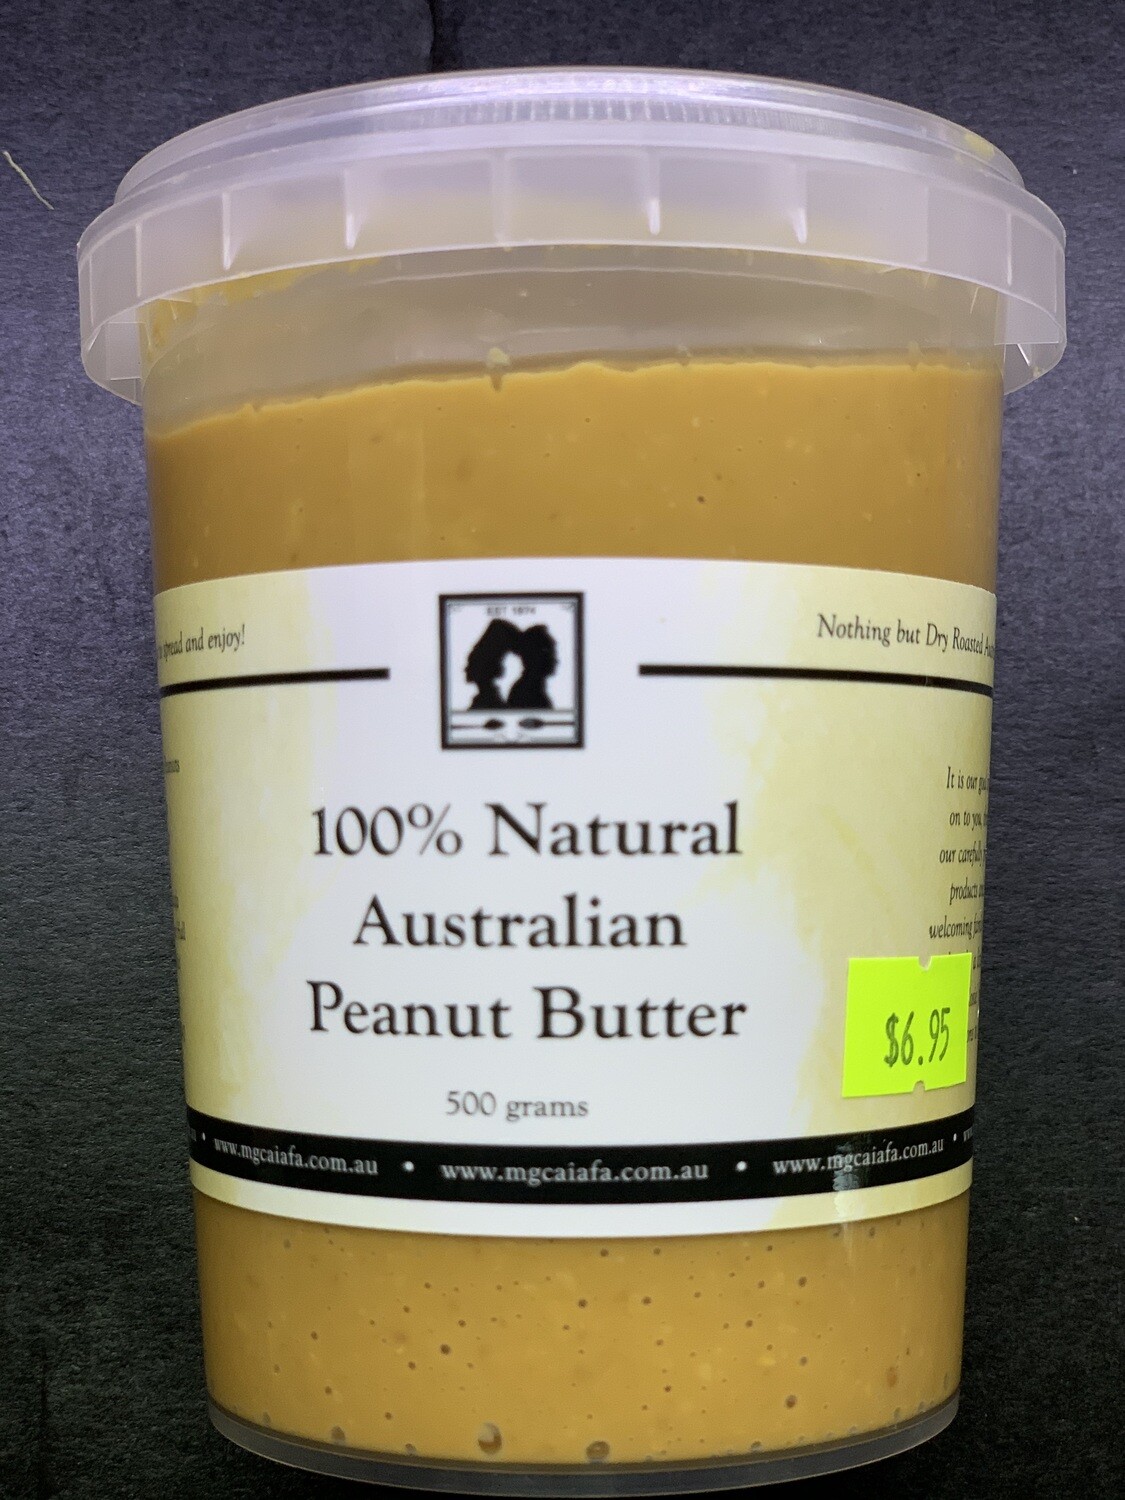 EST 1874
spread and enjoy!
Nothing but Dry Roasted
100% Natural
Australian
Peanut Butter
500 grams
It is our
on to you,
our carefully
products
welcoming
$6.95
www.mgcaiafa.com.au • www.mgcaiafa.com.au • www.mgcaiafa.com.au